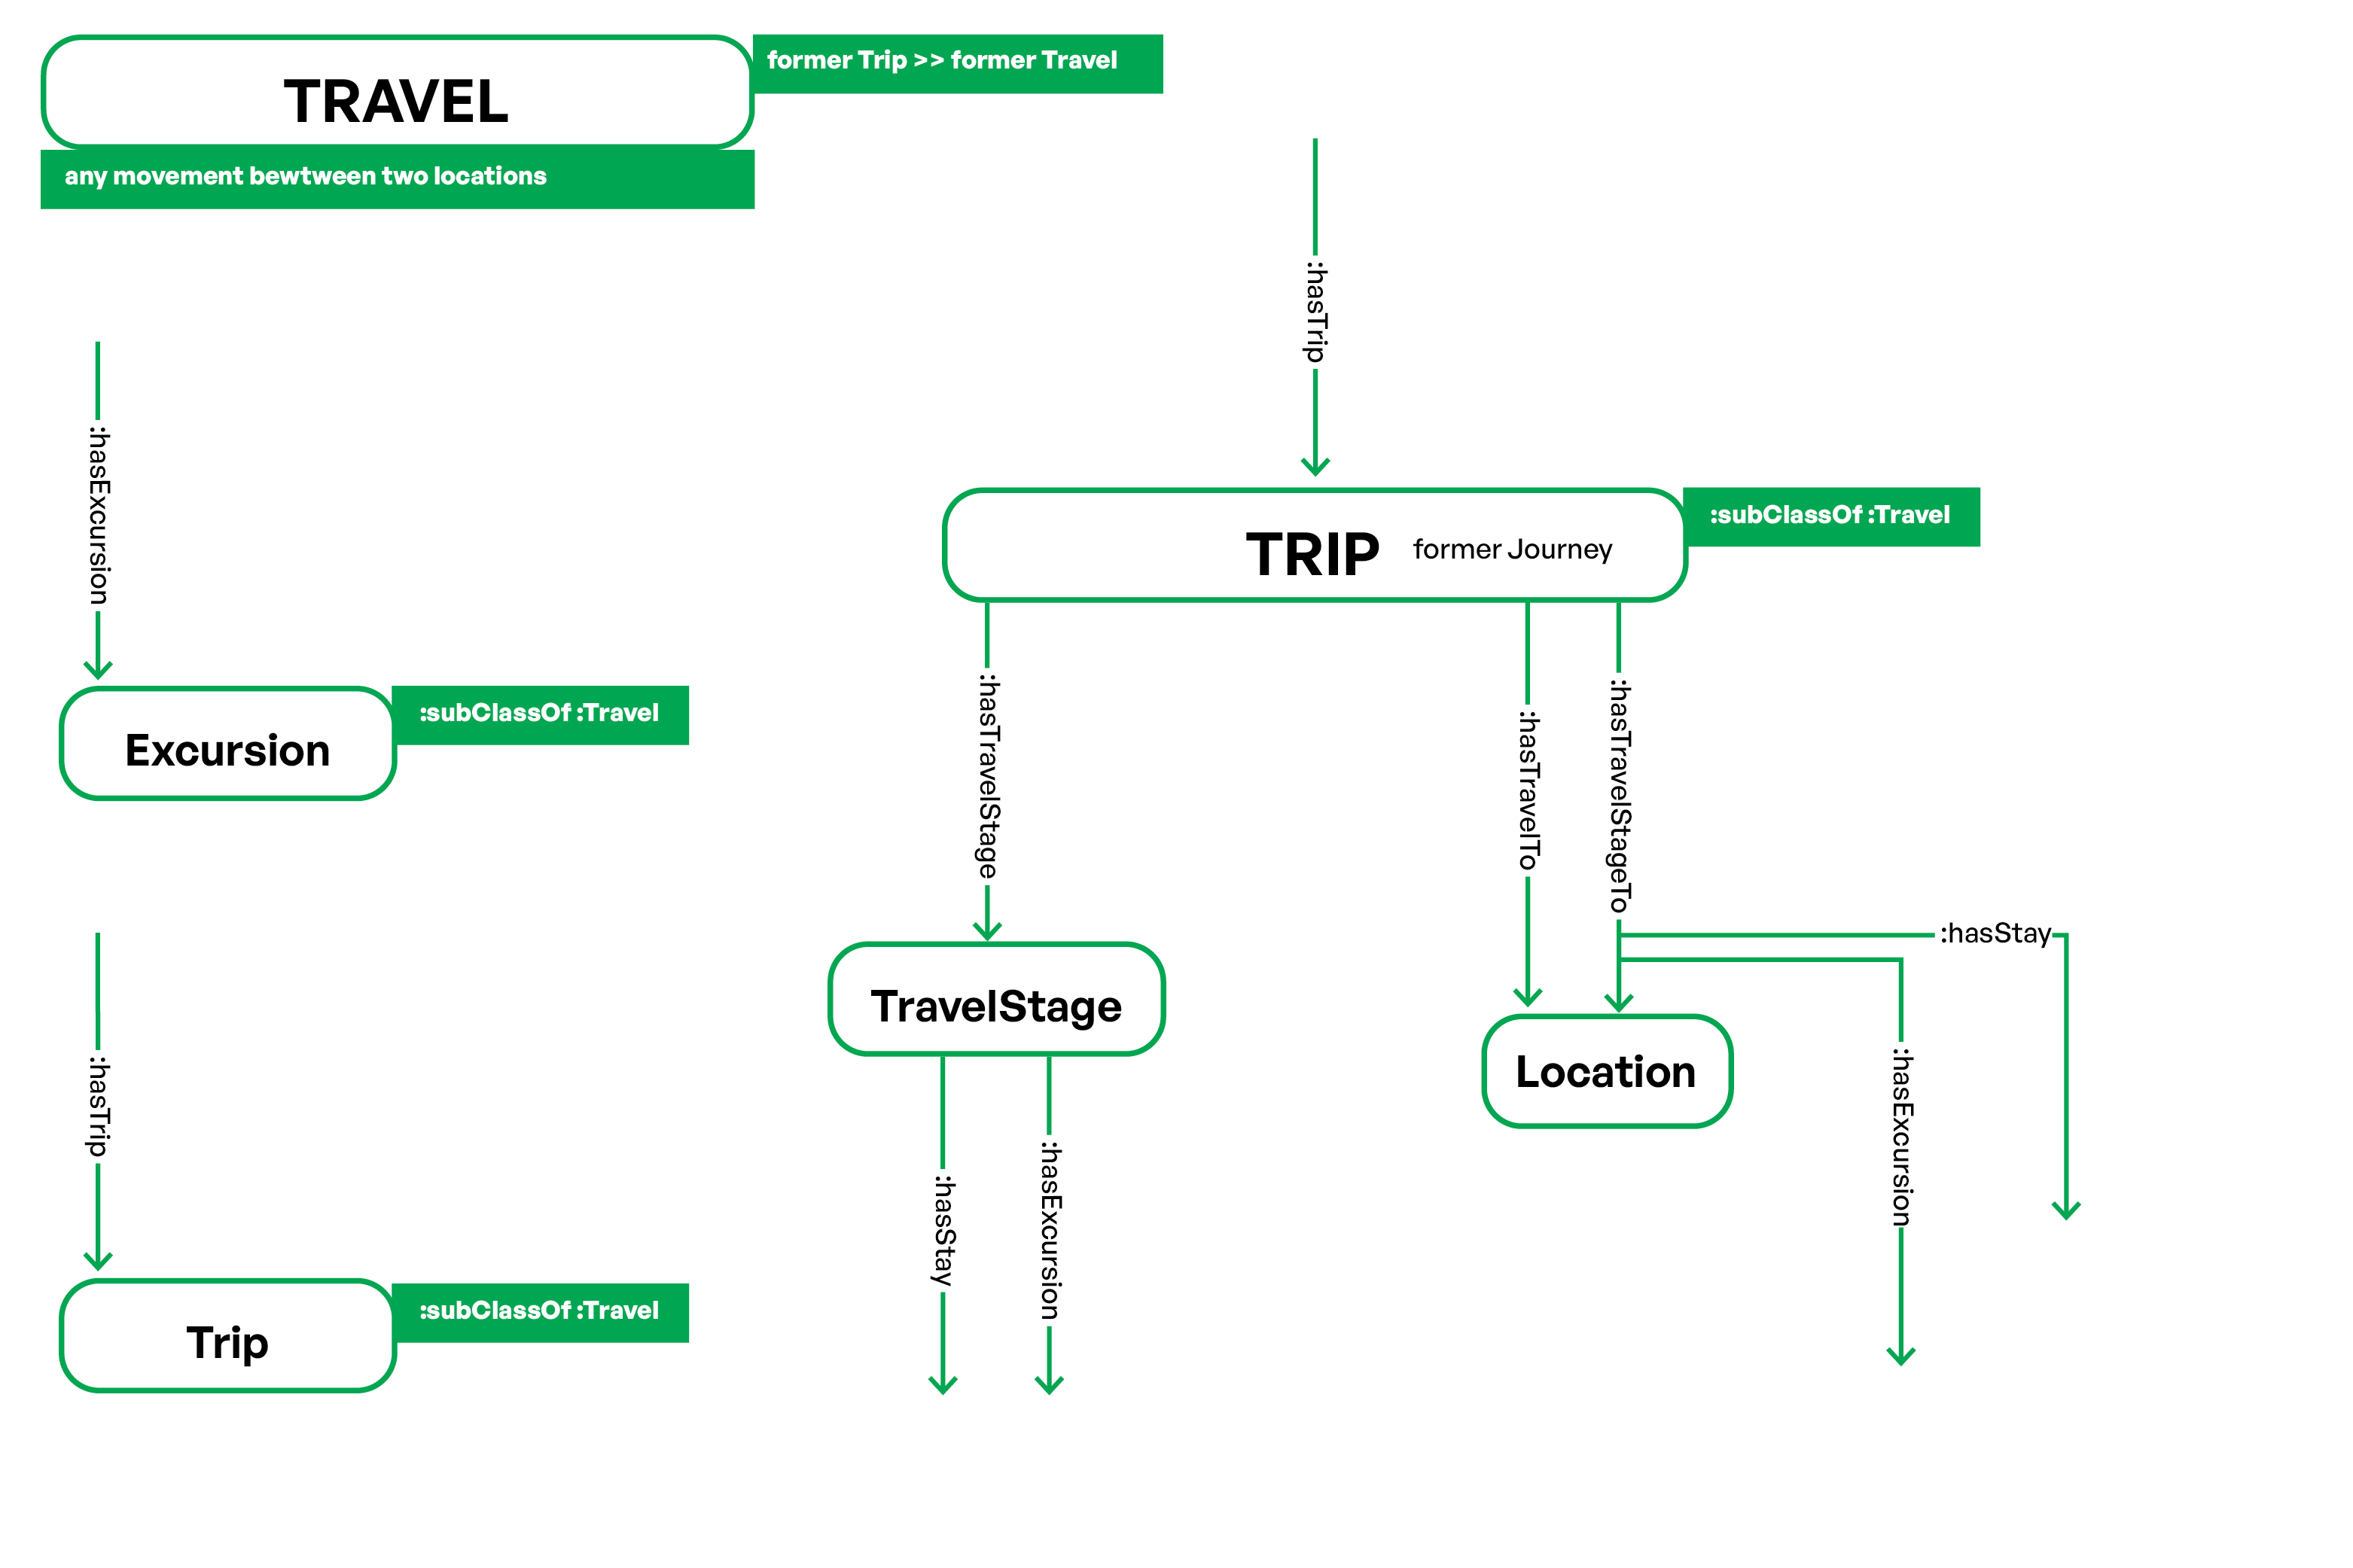 TRAVEL
former Trip >> former Travel
any movement bewtween two locations
:hasTrip
:hasExcursion
TRIP former Journey
:subClassOf :Travel
Excursion
:subClassOf :Travel
:hasTravelStage
:hasTravelTo
:hasTravelStageTo
:hasStay
TravelStage
Location
:hasTrip
:hasStay
:hasExcursion
:hasExcursion
Trip
:subClassOf :Travel